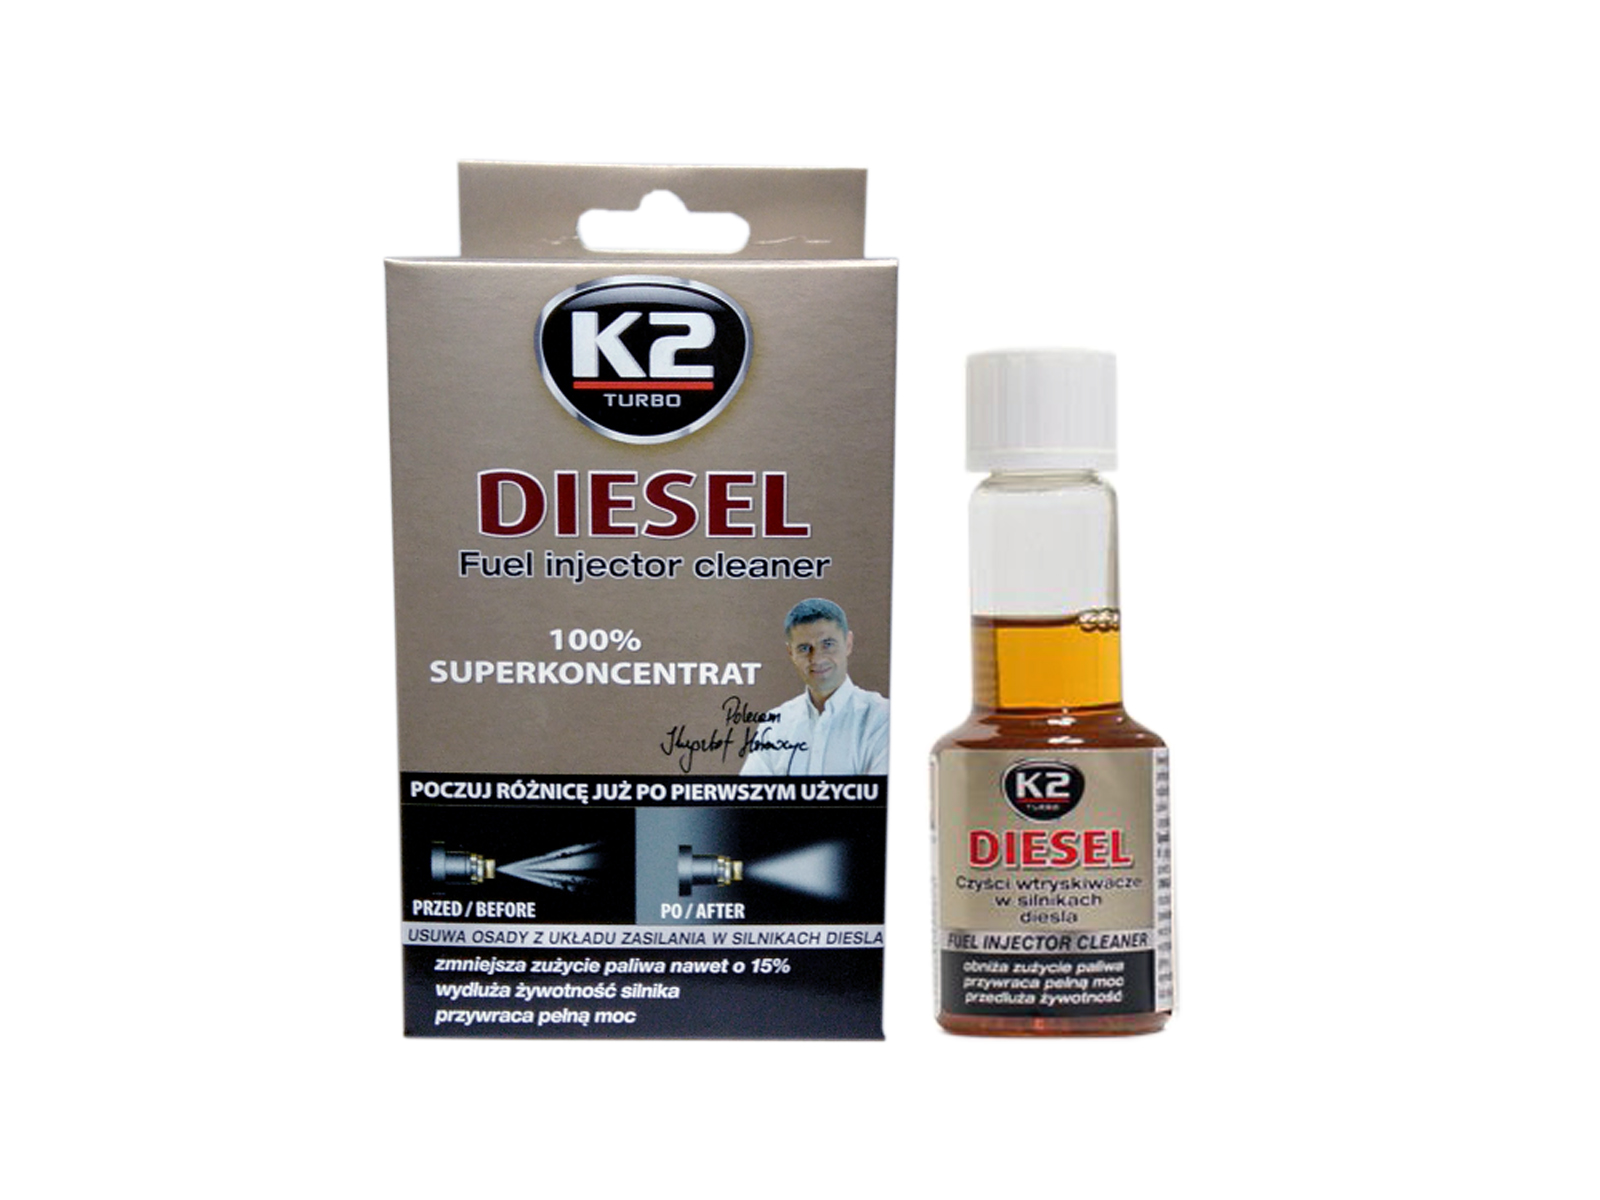 K2
TURBO
DIESEL
Fuel injector cleaner
100%
SUPERKONCENTRAT
Polecam
POCZUJ RÓŻNICĘ JUŻ PO PIERWSZYM UŻYCIU
PRZED / BEFORE
PO / AFTER
USUWA OSADY Z UKŁADU ZASILANIA W SILNIKACH DIESLA
zmniejsza zużycie paliwa nawet o 15%
wydłuża żywotność silnika
przywraca pełną moc
K2
TURBO
DIESEL
Czyści wtryskiwacze
w silnikach
diesla
FUEL INJECTOR CLEANER
obniża zużycie paliwa
przywraca pełną moc
przedłuża żywotność